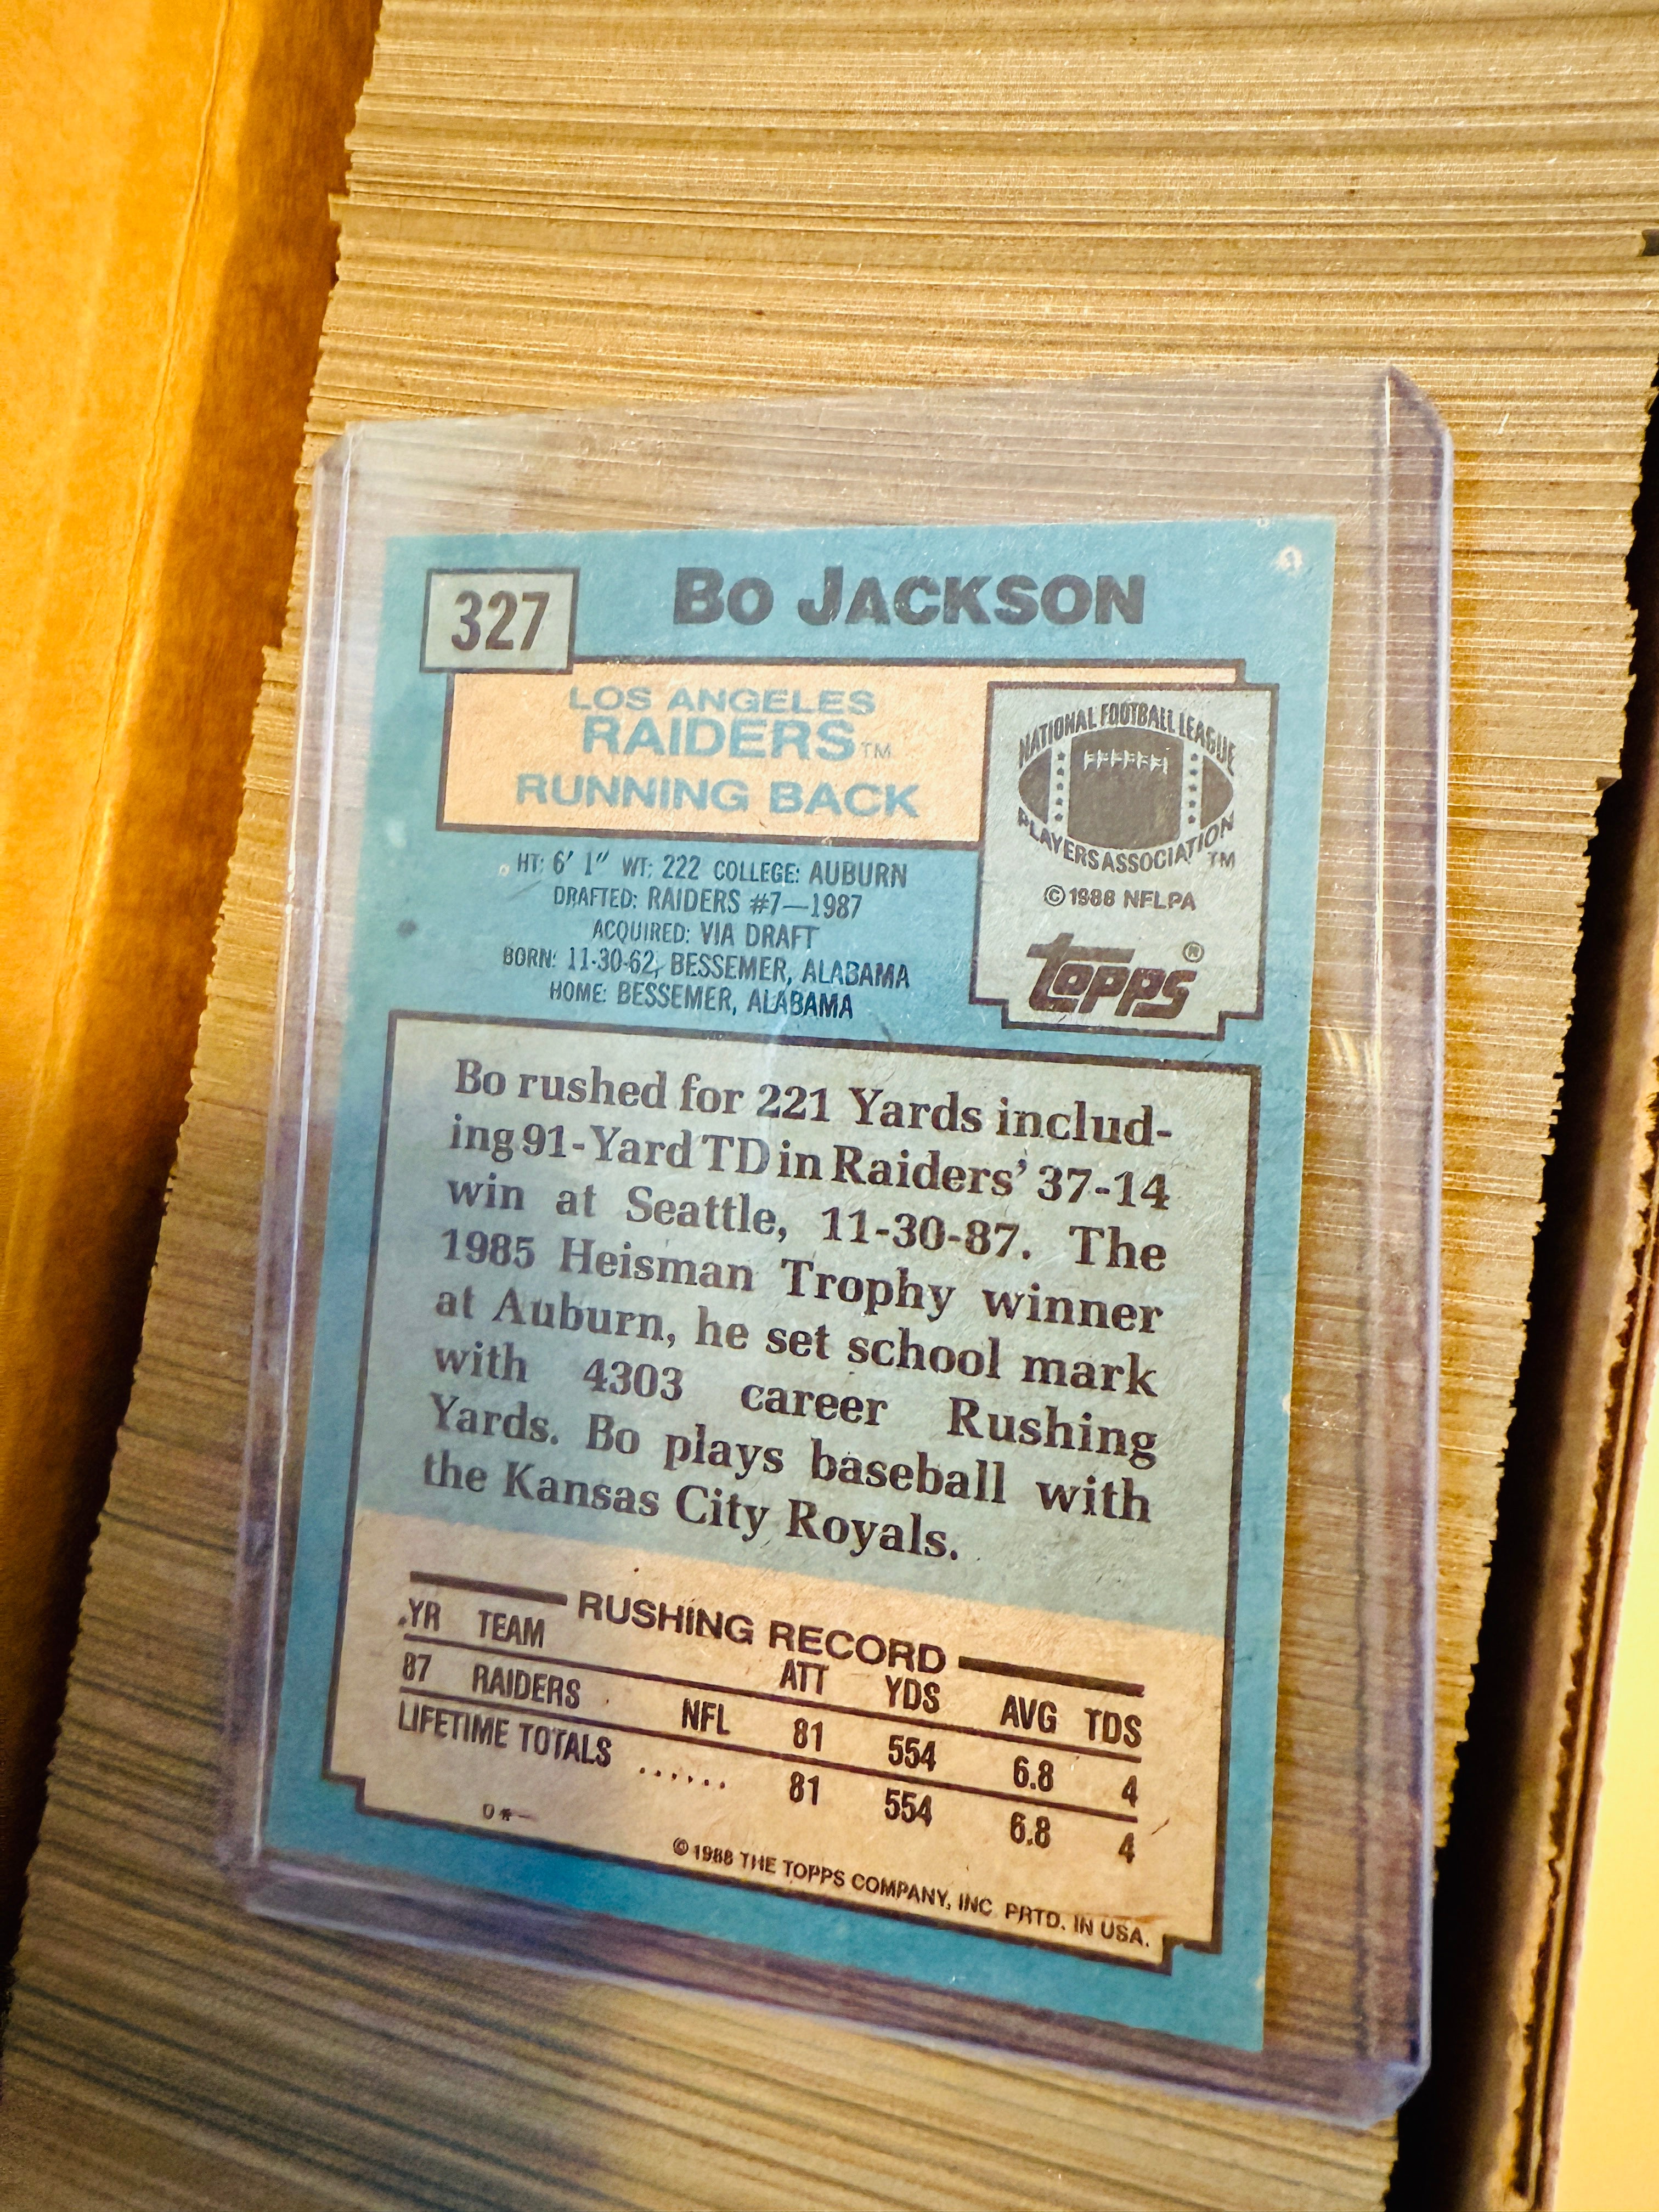 327
BO JACKSON
LOS ANGELES
RAIDERS TM
RUNNING BACK
NATIONAL FOOTBALL LEAGUE
PLAYERS ASSOCIATION TM
© 1988 NFLPA
TOPPS ®
HT: 6' 1" WT: 222 COLLEGE: AUBURN
DRAFTED: RAIDERS #7—1987
ACQUIRED: VIA DRAFT
BORN: 11-30-62, BESSEMER, ALABAMA
HOME: BESSEMER, ALABAMA
Bo rushed for 221 Yards includ-
ing 91-Yard TD in Raiders' 37-14
win at Seattle, 11-30-87. The
1985 Heisman Trophy winner
at Auburn, he set school mark
with 4303 career Rushing
Yards. Bo plays baseball with
the Kansas City Royals.
RUSHING RECORD
YR TEAM ATT YDS AVG TDS
87 RAIDERS NFL 81 554 6.8 4
LIFETIME TOTALS ...... 81 554 6.8 4
D*–
© 1988 THE TOPPS COMPANY, INC. PRTD. IN USA.